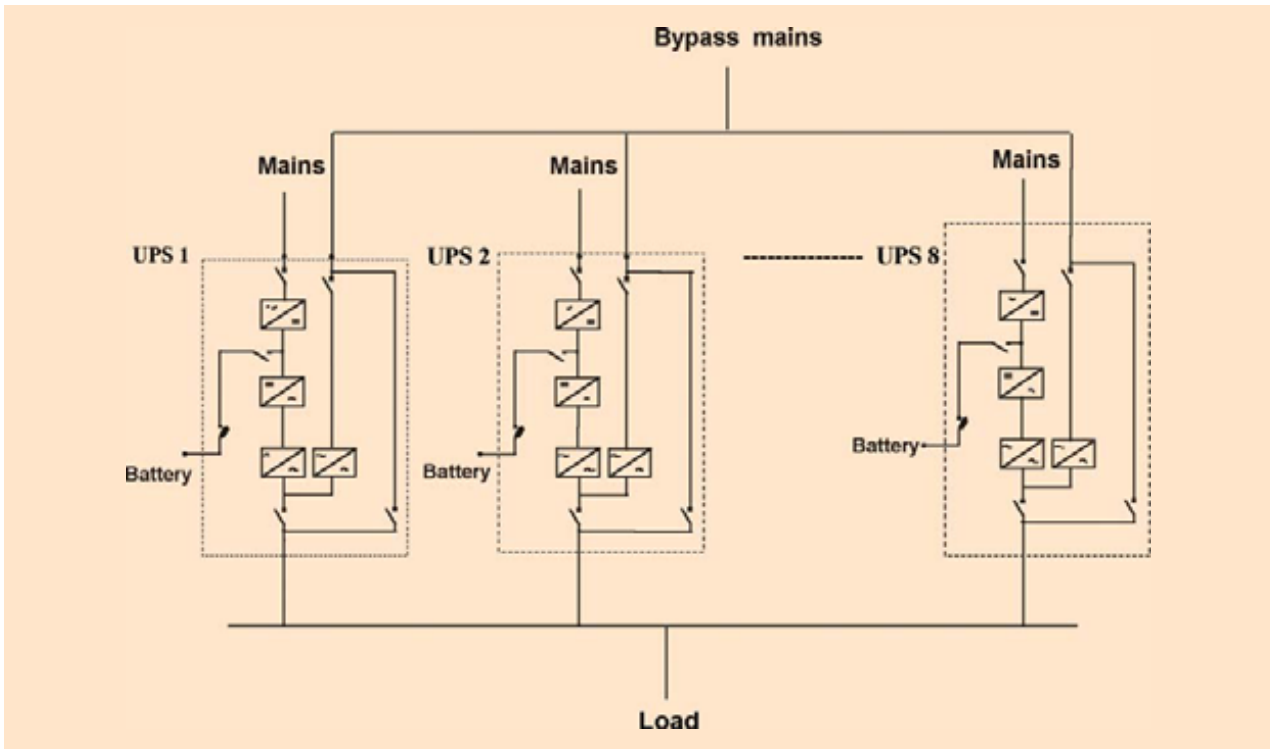 Bypass mains
Mains
Mains
Mains
UPS 1
UPS 2
UPS 8
Battery
Battery
Battery
Load